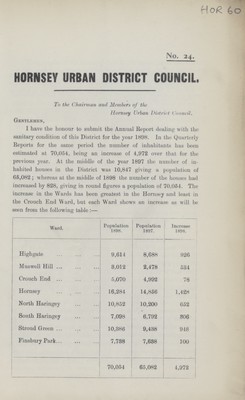 HOR 60
No. 24.
HORNSEY URBAN DISTRICT COUNCIL.
To the Chairman and Members of the
Hornsey Urban District Council.
GENTLEMEN,
I have the honour to submit the Annual Report dealing with the
sanitary condition of this District for the year 1898. In the Quarterly
Reports for the same period the number of inhabitants has been
estimated at 70,054, being an increase of 4,972 over that for the
previous year. At the middle of the year 1897 the number of in-
habited houses in the District was 10,847 giving a population of
65,082; whereas at the middle of 1898 the number of the houses had
increased by 828, giving in round figures a population of 70,054. The
increase in the Wards has been greatest in the Hornsey and least in
the Crouch End Ward, but each Ward shows an increase as will be
seen from the following table :—
Ward. Population 1898. Population 1897. Increase 1898.
Highgate 9,514 8,588 926
Muswell Hill ... 3,012 2,478 534
Crouch End ... 5,070 4,992 78
Hornsey 16,284 14,856 1,428
North Haringey 10,852 10,200 652
South Haringey 7,098 6,792
Stroud Green ... 10,386 9,438 948
Finsbury Park... 7,788 7,688 100
70,054 65,082 4,972